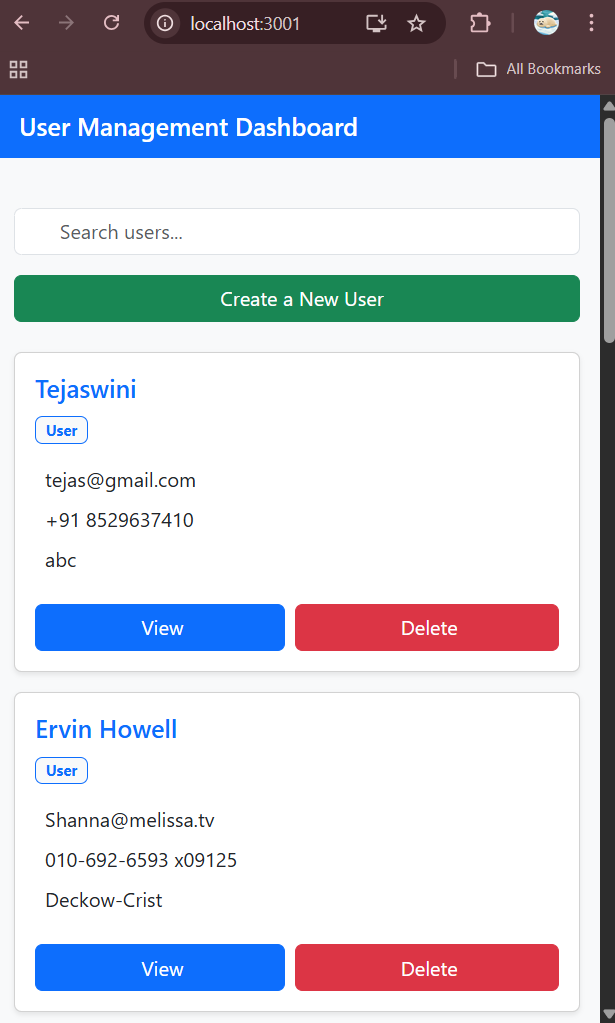 localhost:3001
All Bookmarks
User Management Dashboard
Search users...
Create a New User
Tejaswini
User
tejas@gmail.com
+91 8529637410
abc
View Delete
Ervin Howell
User
Shanna@melissa.tv
010-692-6593 x09125
Deckow-Crist
View Delete